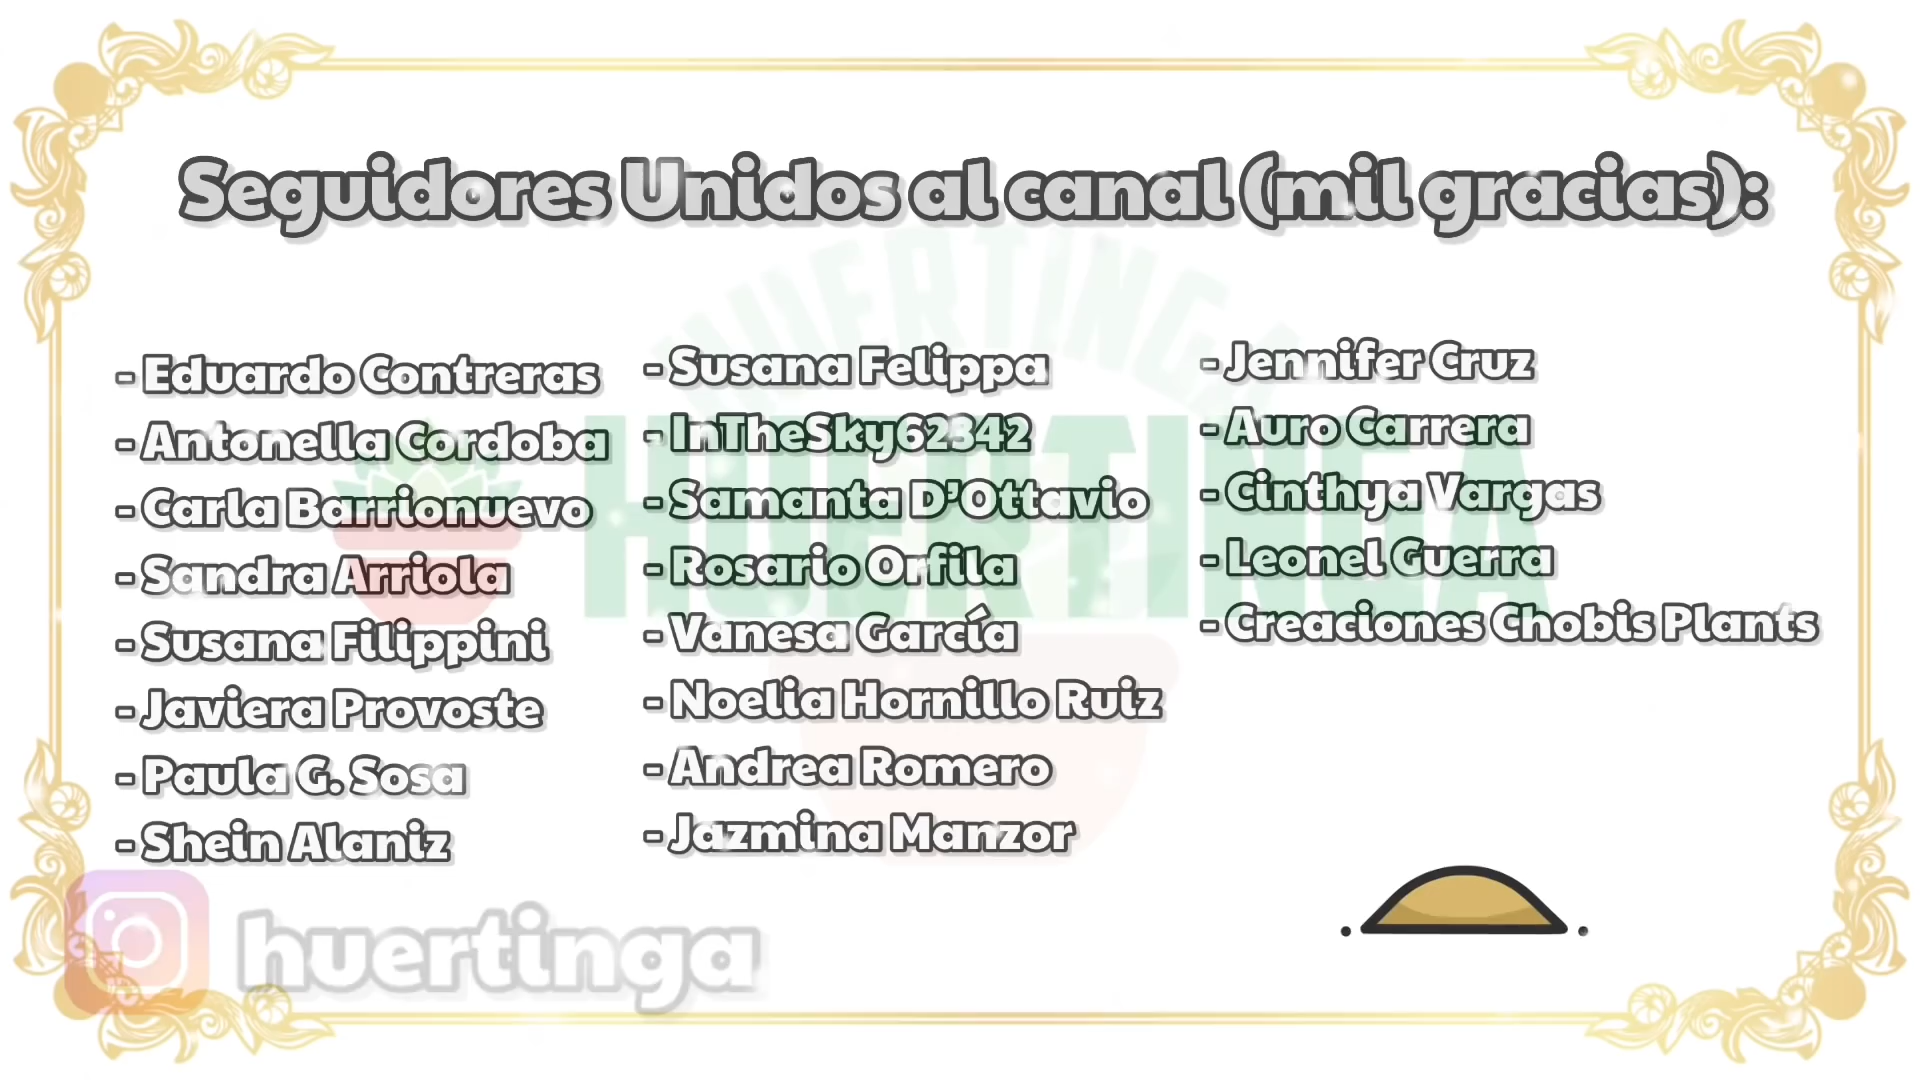 Seguidores Unidos al canal (mil gracias):
- Eduardo Contreras
- Antonella Cordoba
- Carla Barrionuevo
- Sandra Arriola
- Susana Filippini
- Javiera Provoste
- Paula G. Sosa
- Shein Alaniz
- Susana Felippa
- InTheSky62342
- Samanta D'Ottavio
- Rosario Orfila
- Vanesa García
- Noelia Hornillo Ruiz
- Andrea Romero
- Jazmina Manzor
- Jennifer Cruz
- Auro Carrera
- Cinthya Vargas
- Leonel Guerra
- Creaciones Chobis Plants
HUERTINGA
HUERTINGA
huertinga